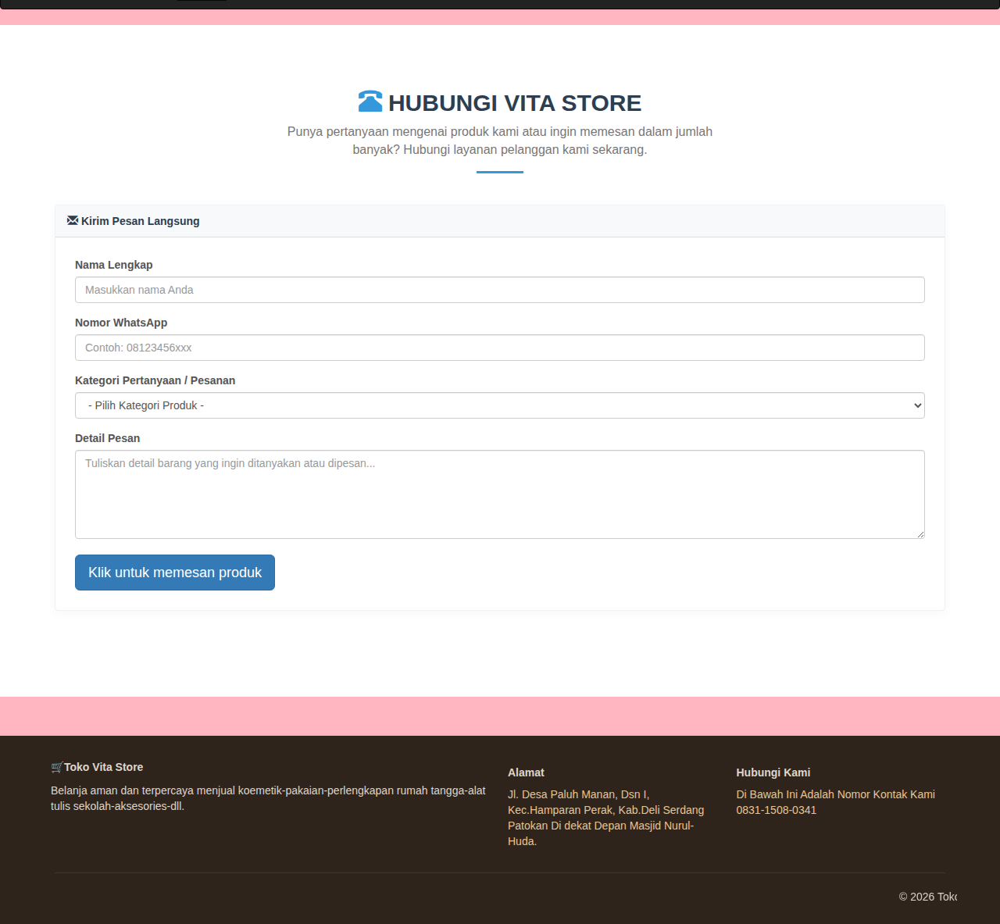 HUBUNGI VITA STORE
Punya pertanyaan mengenai produk kami atau ingin memesan dalam jumlah
banyak? Hubungi layanan pelanggan kami sekarang.
Kirim Pesan Langsung
Nama Lengkap
Masukkan nama Anda
Nomor WhatsApp
Contoh: 08123456xxx
Kategori Pertanyaan / Pesanan
- Pilih Kategori Produk -
Detail Pesan
Tuliskan detail barang yang ingin ditanyakan atau dipesan...
Klik untuk memesan produk
🛒Toko Vita Store
Belanja aman dan terpercaya menjual koemetik-pakaian-perlengkapan rumah tangga-alat
tulis sekolah-aksesories-dll.
Alamat
Jl. Desa Paluh Manan, Dsn I,
Kec.Hamparan Perak, Kab.Deli Serdang
Patokan Di dekat Depan Masjid Nurul-
Huda.
Hubungi Kami
Di Bawah Ini Adalah Nomor Kontak Kami
0831-1508-0341
© 2026 Toko